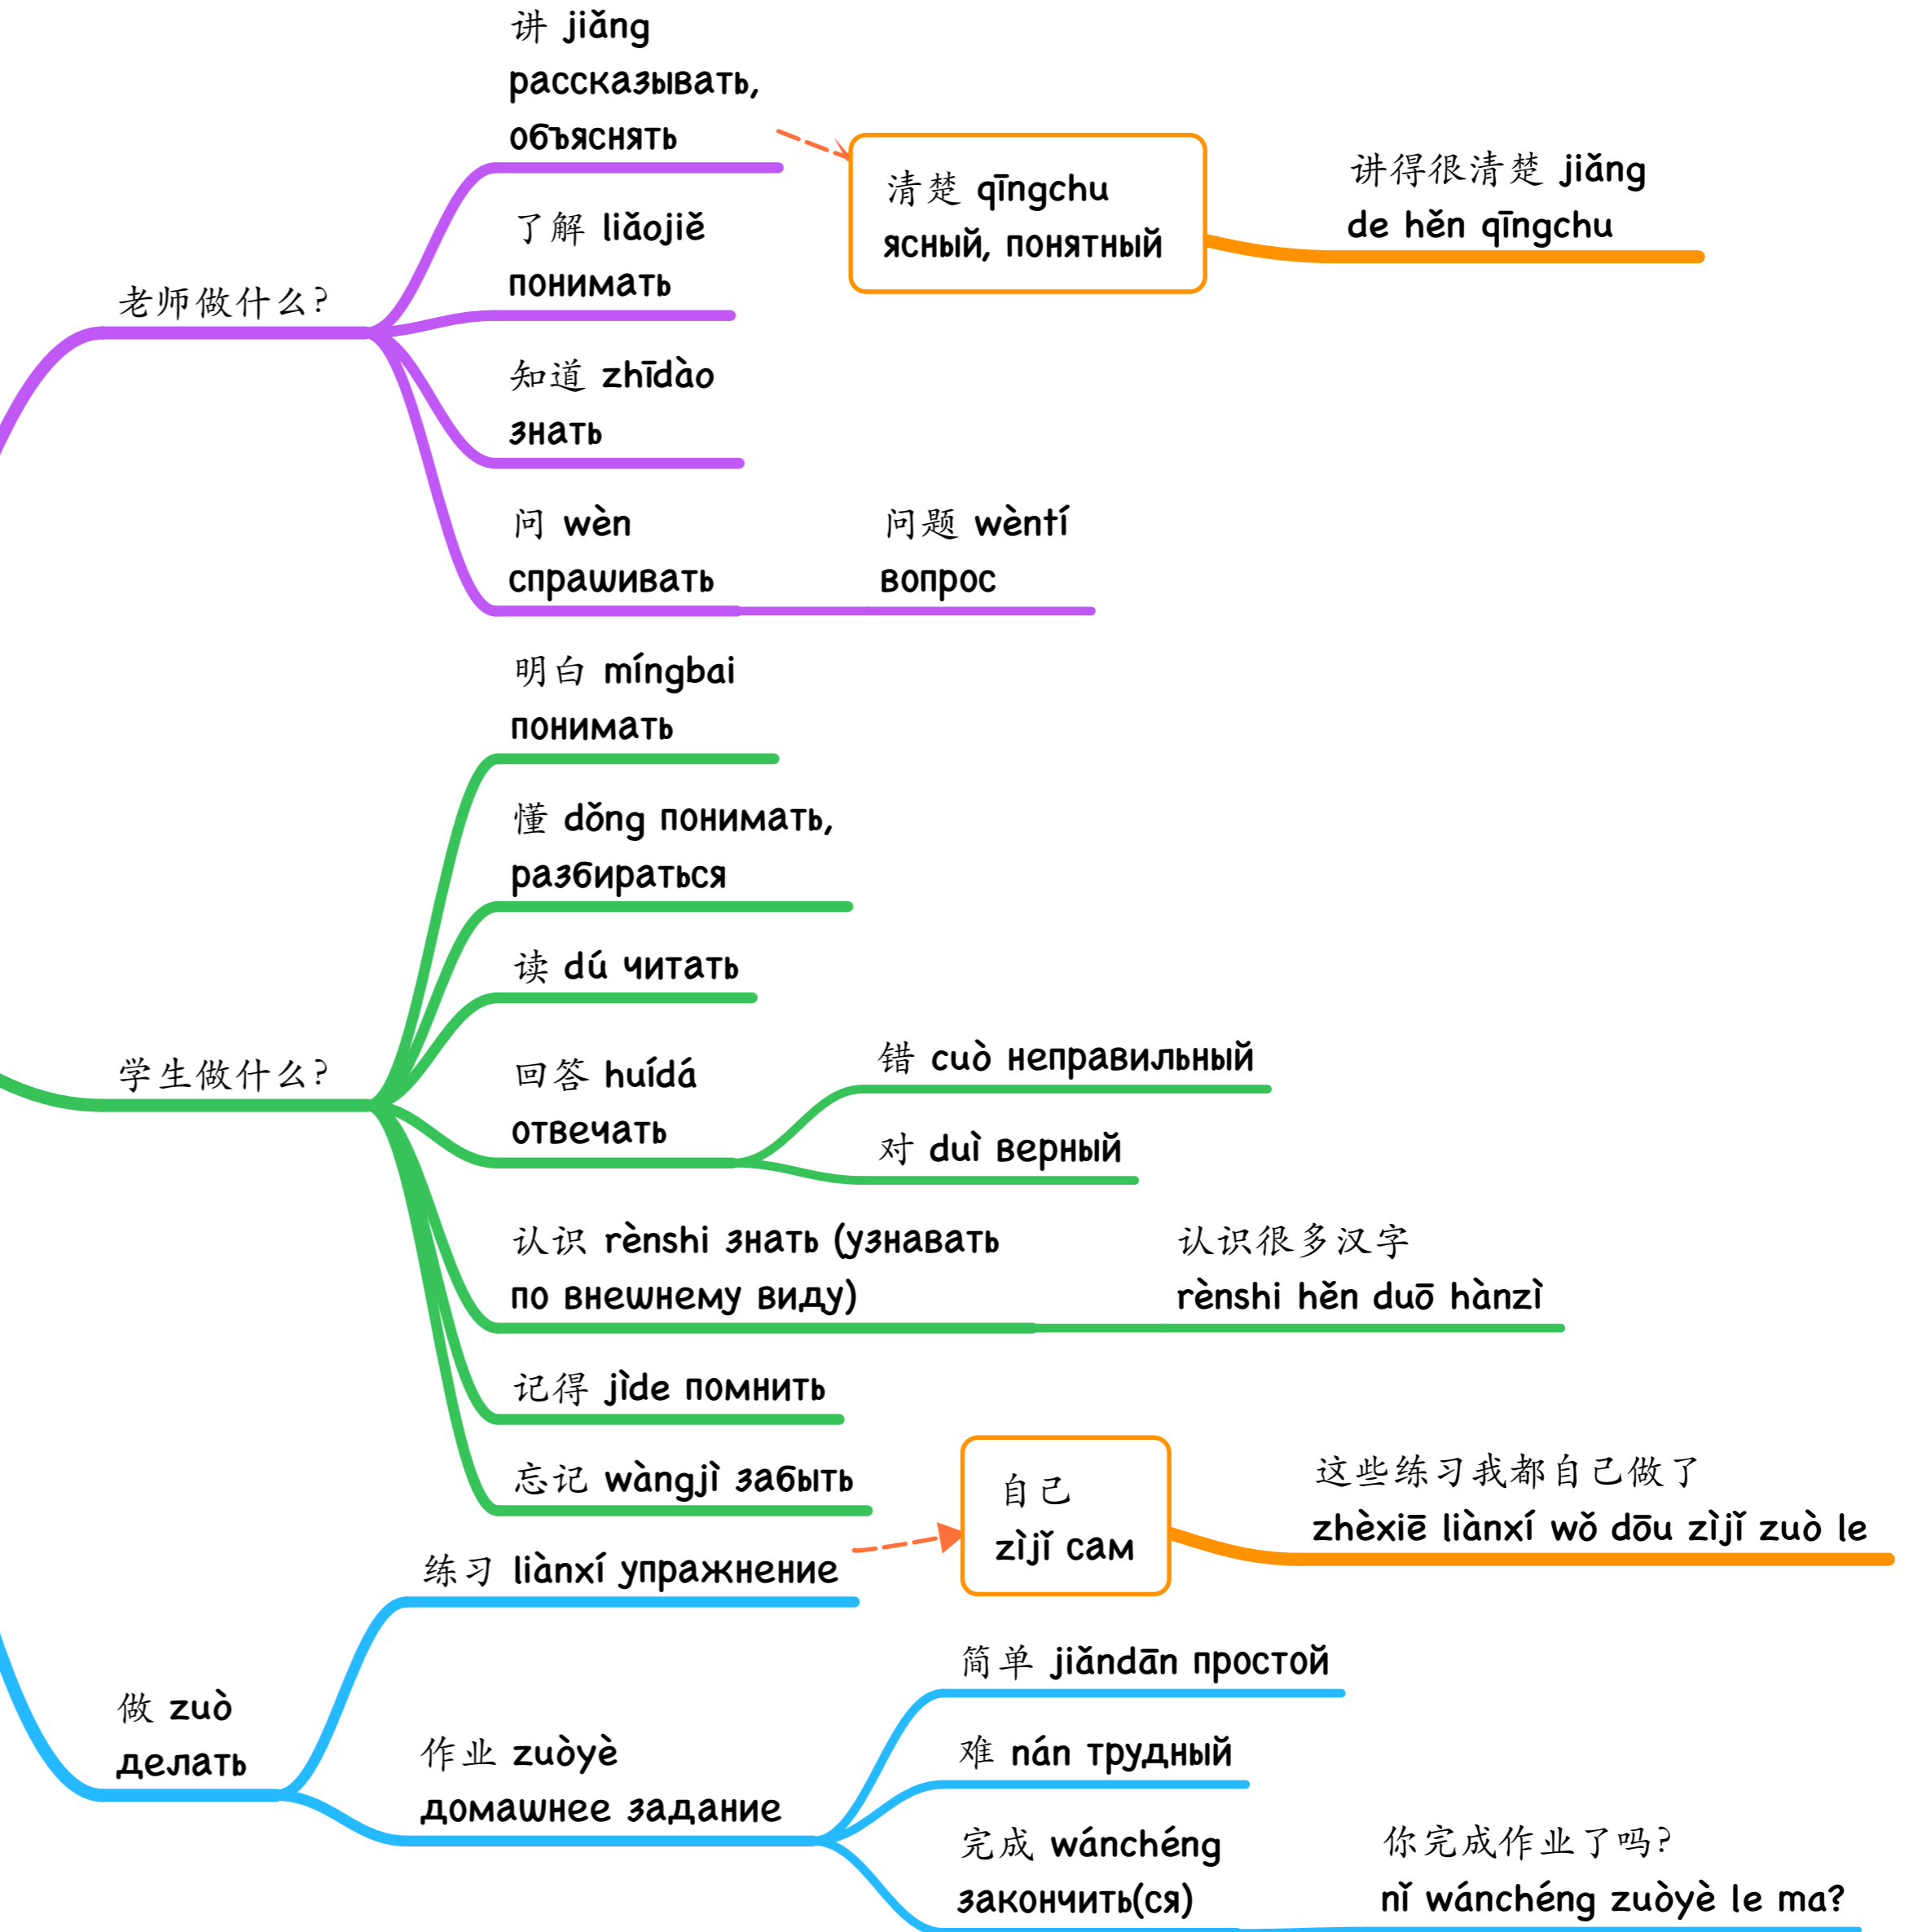 讲 jiǎng
рассказывать,
объяснять
清楚 qīngchu
ясный, понятный
讲得很清楚 jiǎng
de hěn qīngchu
了解 liǎojiě
понимать
老师做什么?
知道 zhīdào
знать
问 wèn
спрашивать
问题 wèntí
вопрос
明白 míngbai
понимать
懂 dǒng понимать,
разбираться
读 dú читать
学生做什么?
回答 huídá
отвечать
错 cuò неправильный
对 duì верный
认识 rènshi знать (узнавать
по внешнему виду)
认识很多汉字
rènshi hěn duō hànzì
记得 jìde помнить
忘记 wàngjì забыть
自己
zìjǐ сам
这些练习我都自己做了
zhèxiē liànxí wǒ dōu zìjǐ zuò le
练习 liànxí упражнение
做 zuò
делать
作业 zuòyè
домашнее задание
简单 jiǎndān простой
难 nán трудный
完成 wánchéng
закончить(ся)
你完成作业了吗?
nǐ wánchéng zuòyè le ma?